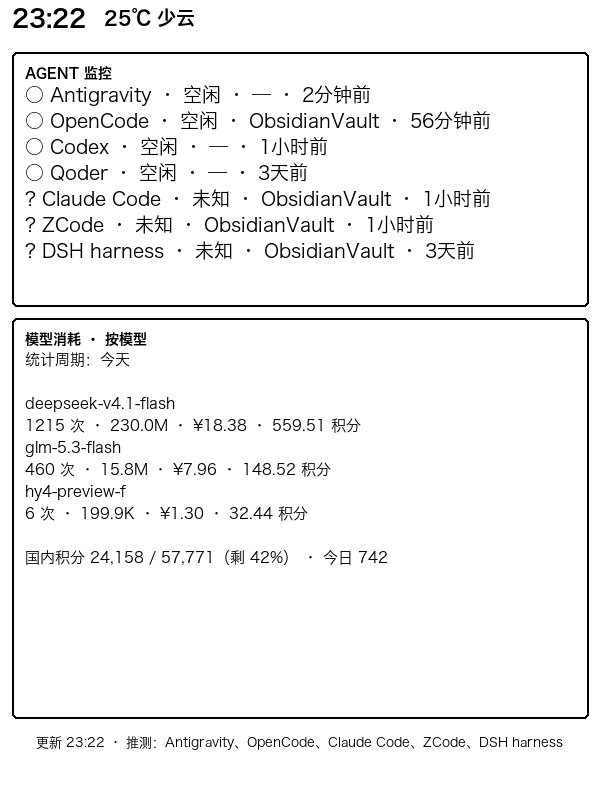 23:22 25℃ 少云
AGENT 监控
○ Antigravity · 空闲 · — · 2分钟前
○ OpenCode · 空闲 · ObsidianVault · 56分钟前
○ Codex · 空闲 · — · 1小时前
○ Qoder · 空闲 · — · 3天前
? Claude Code · 未知 · ObsidianVault · 1小时前
? ZCode · 未知 · ObsidianVault · 1小时前
? DSH harness · 未知 · ObsidianVault · 3天前
模型消耗 · 按模型
统计周期：今天
deepseek-v4.1-flash
1215 次 · 230.0M · ¥18.38 · 559.51 积分
glm-5.3-flash
460 次 · 15.8M · ¥7.96 · 148.52 积分
hy4-preview-f
6 次 · 199.9K · ¥1.30 · 32.44 积分
国内积分 24,158 / 57,771（剩 42%） · 今日 742
更新 23:22 · 推测：Antigravity、OpenCode、Claude Code、ZCode、DSH harness